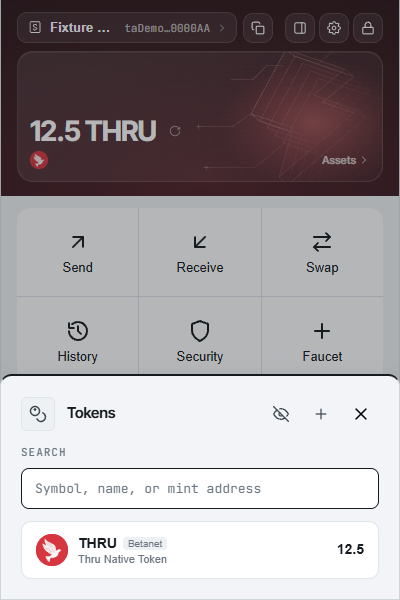 Fixture ... taDemo…0000AA
12.5 THRU
Assets
Send
Receive
Swap
History
Security
Faucet
Tokens
SEARCH
Symbol, name, or mint address
THRU Betanet
Thru Native Token
12.5